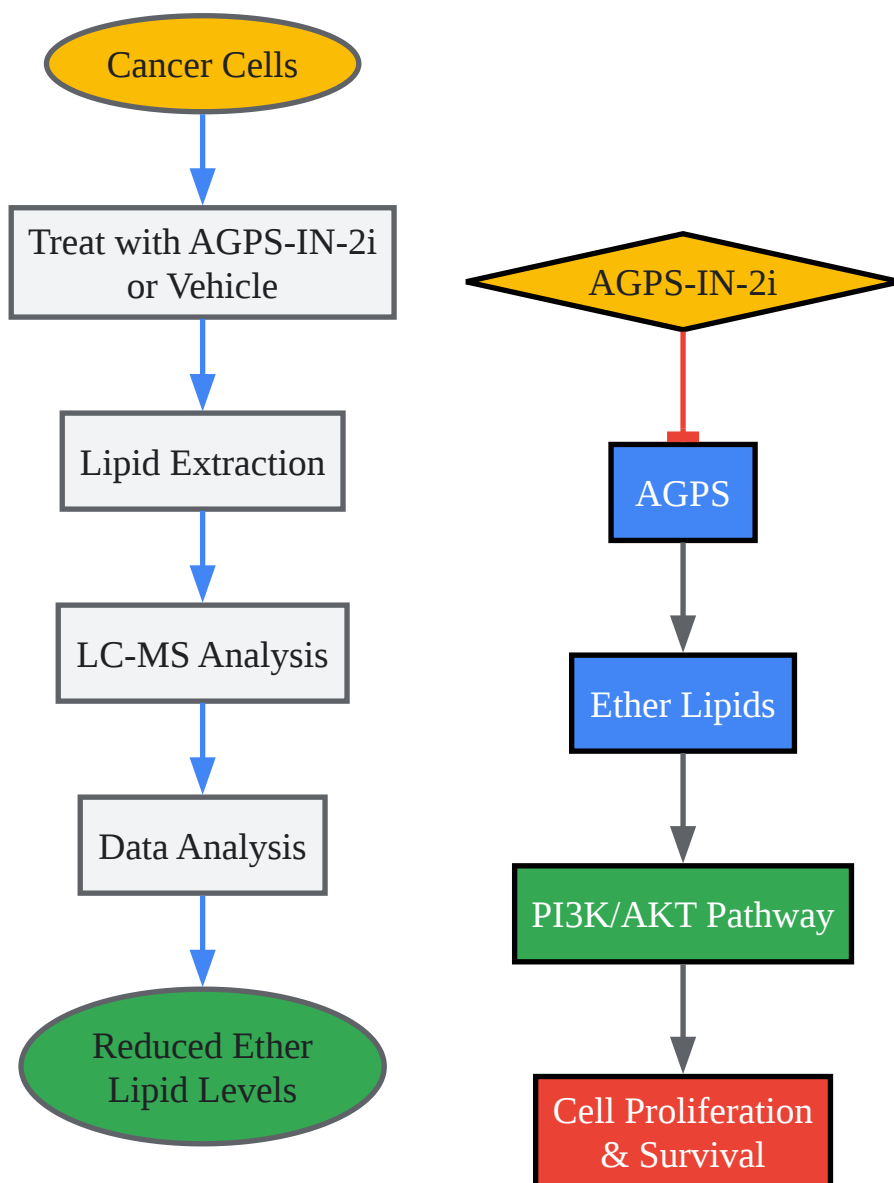 Cancer Cells
Treat with AGPS-IN-2i
or Vehicle
Lipid Extraction
LC-MS Analysis
Data Analysis
Reduced Ether
Lipid Levels
AGPS-IN-2i
AGPS
Ether Lipids
PI3K/AKT Pathway
Cell Proliferation
& Survival